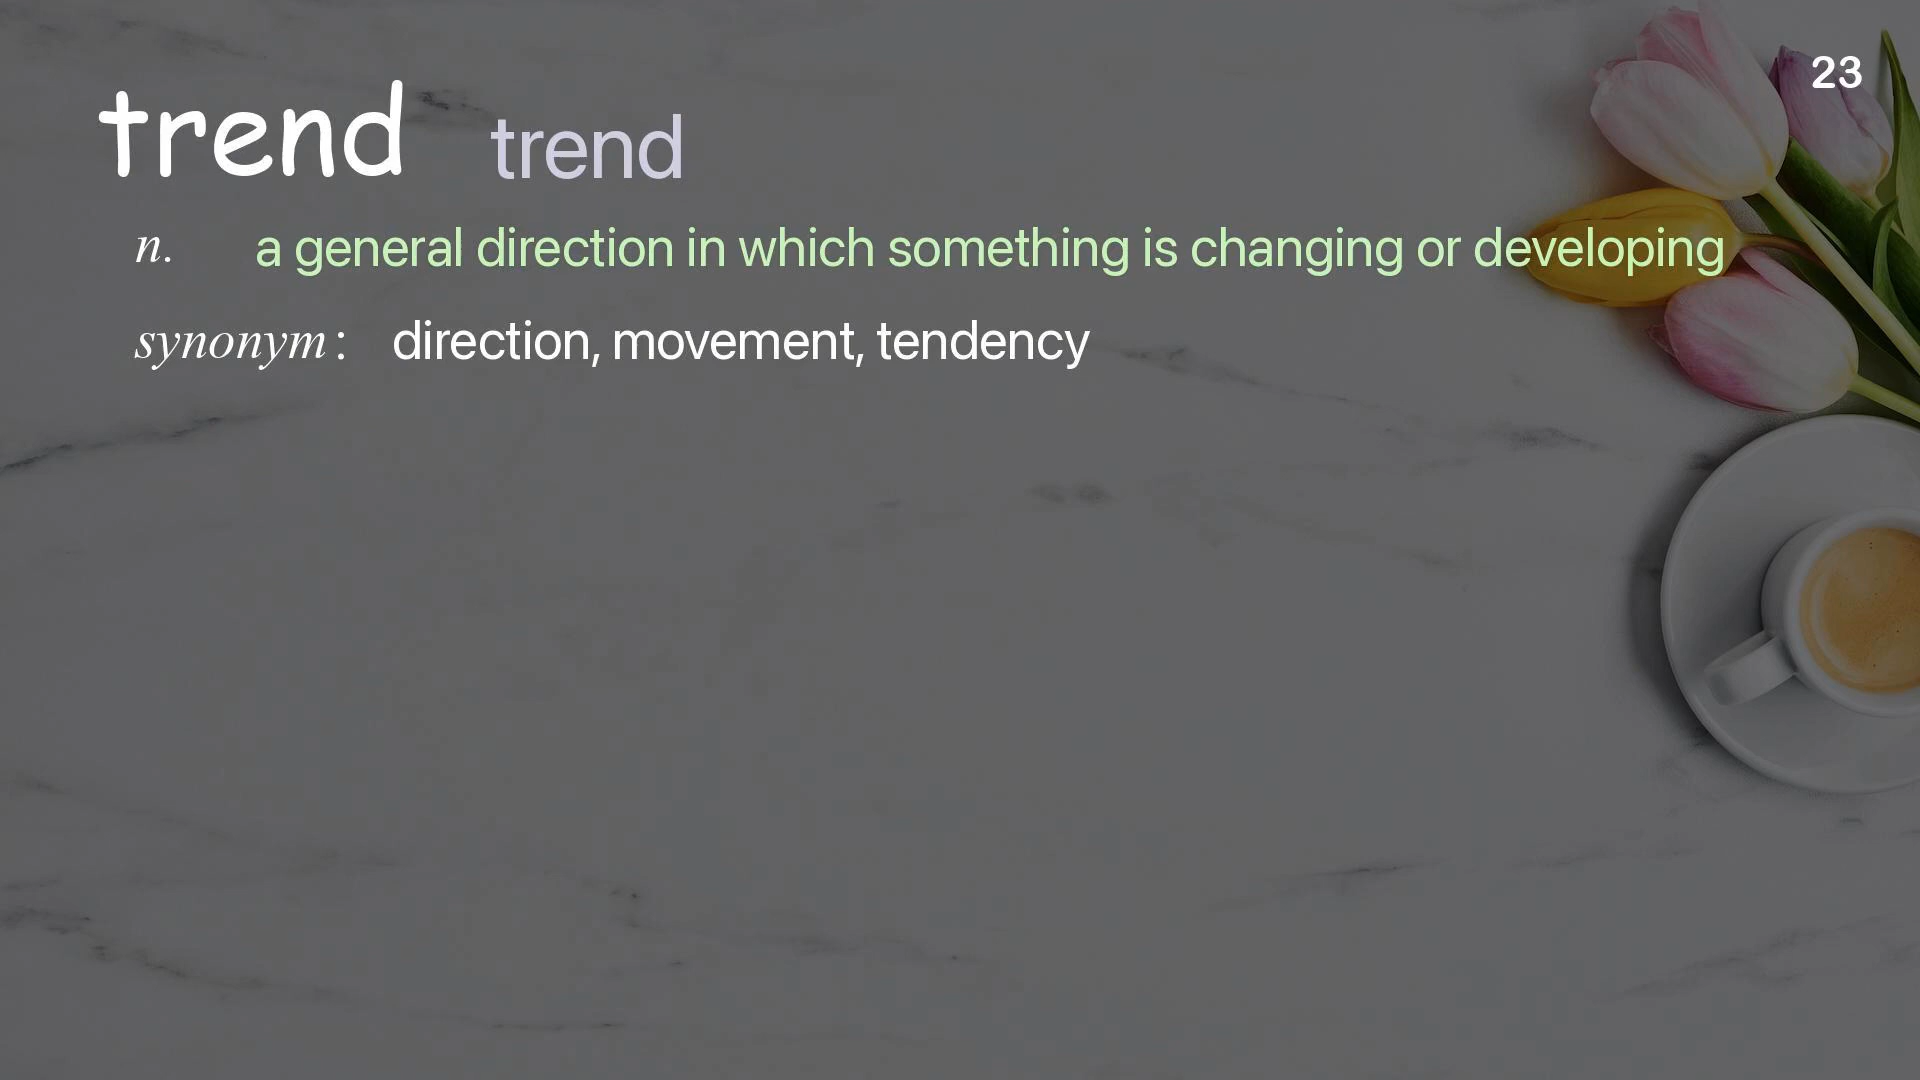 23
trend trend
n. a general direction in which something is changing or developing
synonym : direction, movement, tendency